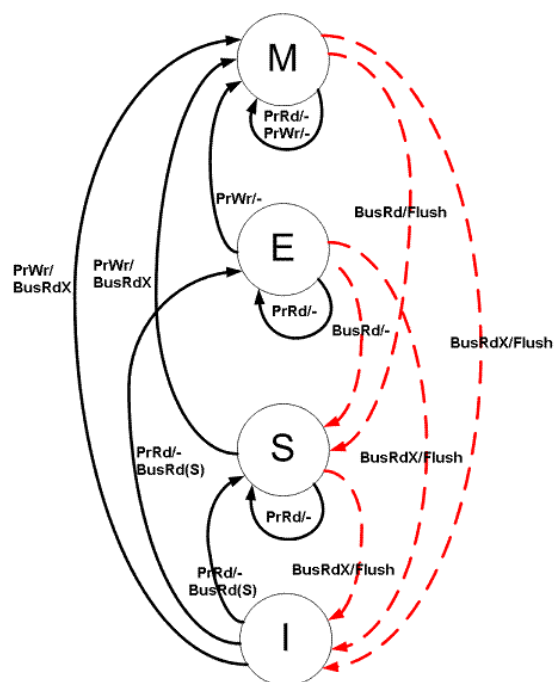 M
PrRd/-
PrWr/-
PrWr/-
BusRd/Flush
E
PrWr/
BusRdX
PrWr/
BusRdX
PrRd/-
BusRd/-
BusRdX/Flush
S
PrRd/-
BusRd(S)
BusRdX/Flush
PrRd/-
PrRd/-
BusRd(S)
BusRdX/Flush
I